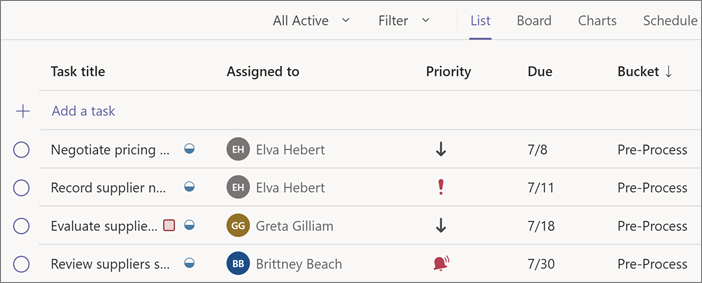 All Active Filter List Board Charts Schedule
Task title Assigned to Priority Due Bucket ↓
+ Add a task
Negotiate pricing ... EH Elva Hebert 7/8 Pre-Process
Record supplier n... EH Elva Hebert 7/11 Pre-Process
Evaluate supplie... GG Greta Gilliam 7/18 Pre-Process
Review suppliers s... BB Brittney Beach 7/30 Pre-Process